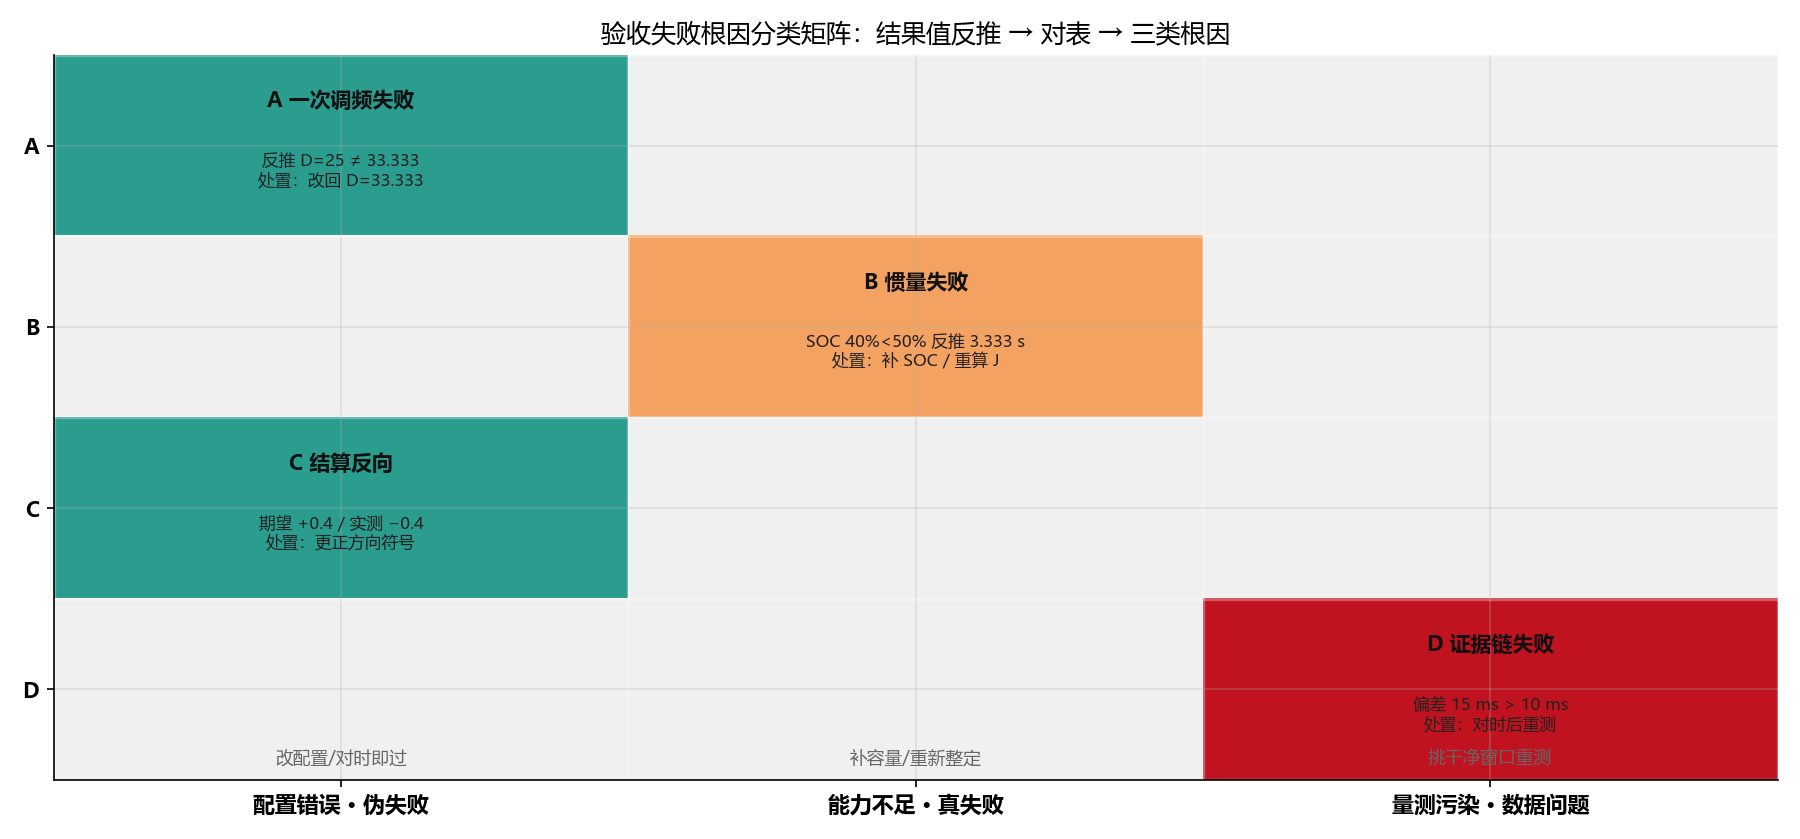 验收失败根因分类矩阵：结果值反推 → 对表 → 三类根因
A
A 一次调频失败
反推 D=25 ≠ 33.333
处置：改回 D=33.333
B
B 惯量失败
SOC 40%<50% 反推 3.333 s
处置：补 SOC / 重算 J
C
C 结算反向
期望 +0.4 / 实测 −0.4
处置：更正方向符号
D
D 证据链失败
偏差 15 ms > 10 ms
处置：对时后重测
改配置/对时即过
补容量/重新整定
挑干净窗口重测
配置错误·伪失败
能力不足·真失败
量测污染·数据问题